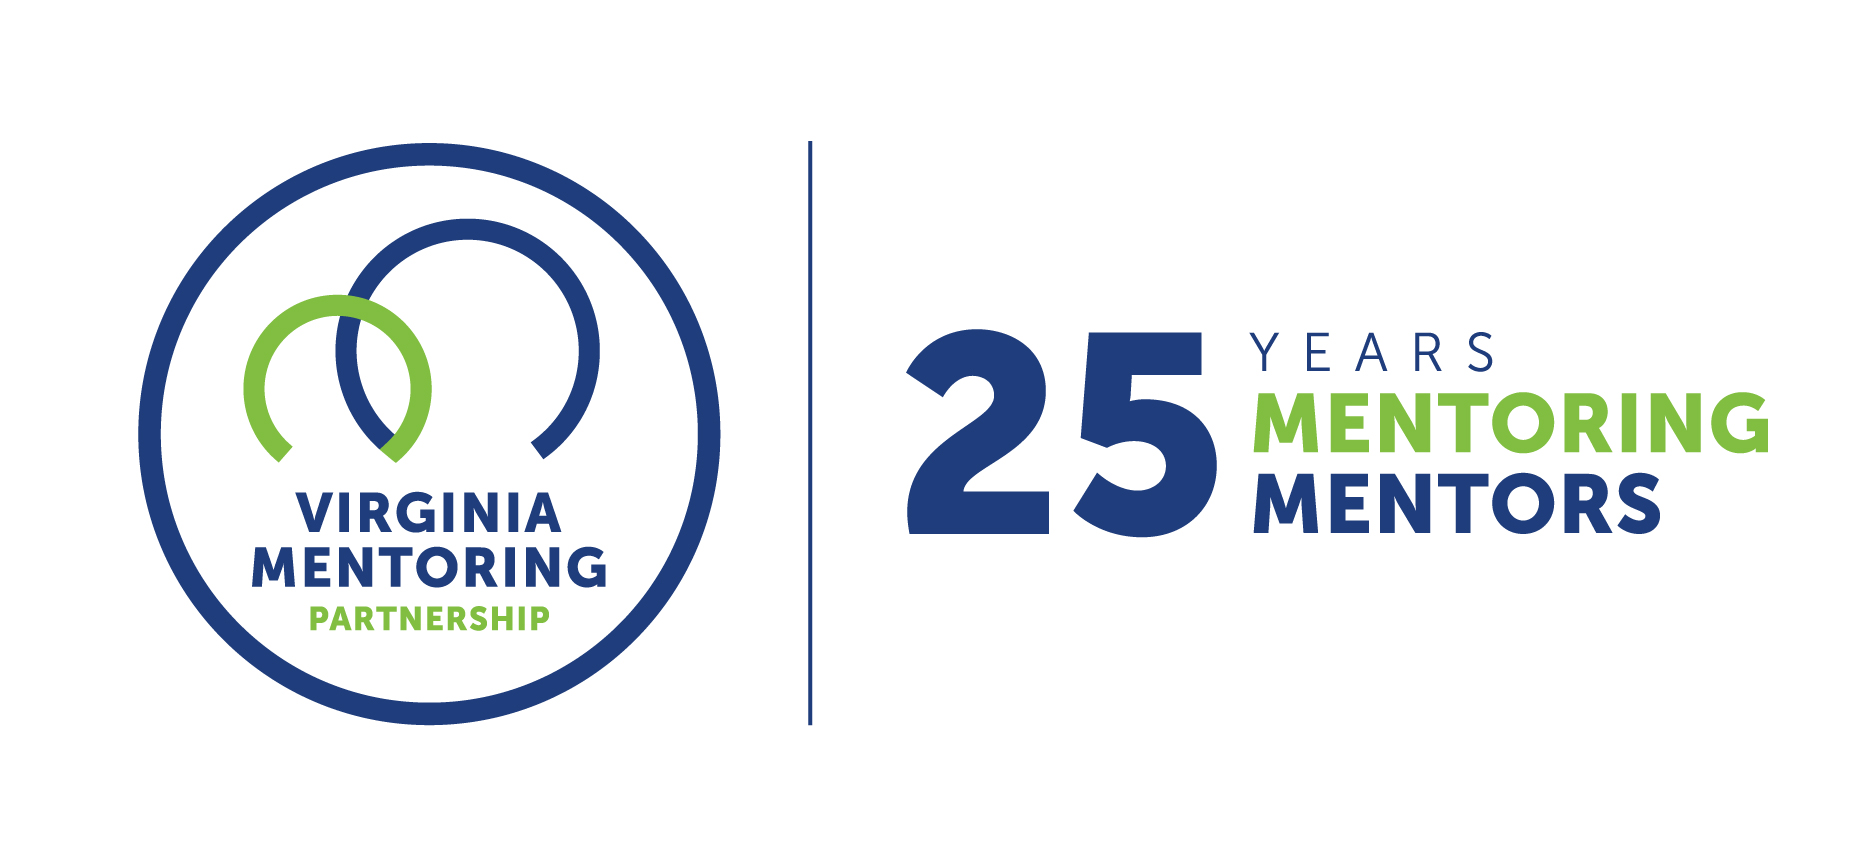 VIRGINIA
MENTORING
PARTNERSHIP
25
YEARS
MENTORING
MENTORS